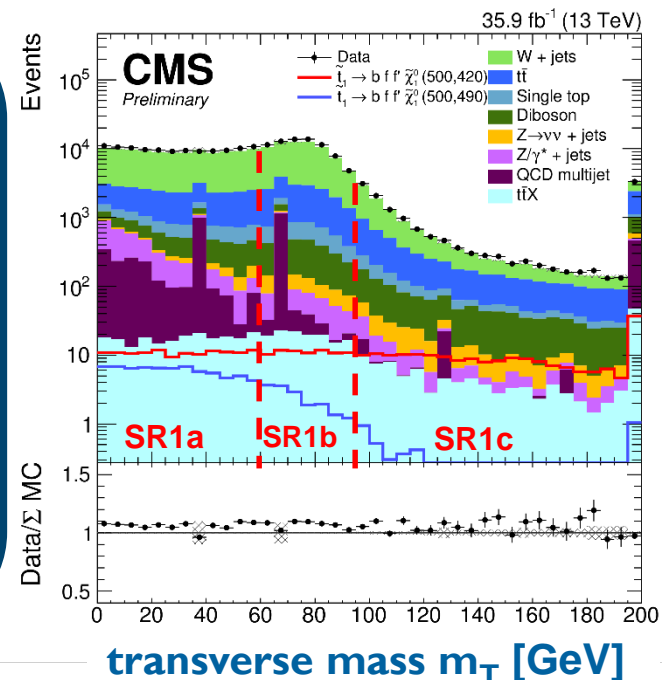 35.9 fb⁻¹ (13 TeV)
Events
CMS
Preliminary
Data
t̃₁ → b f f′ χ̃₁⁰ (500,420)
t̃₁ → b f f′ χ̃₁⁰ (500,490)
W + jets
tt̄
Single top
Diboson
Z→νν + jets
Z/γ* + jets
QCD multijet
tt̄X
10⁵
10⁴
10³
10²
10
1
SR1a
SR1b
SR1c
Data/Σ MC
1.5
1
0.5
0 20 40 60 80 100 120 140 160 180 200
transverse mass m_T [GeV]